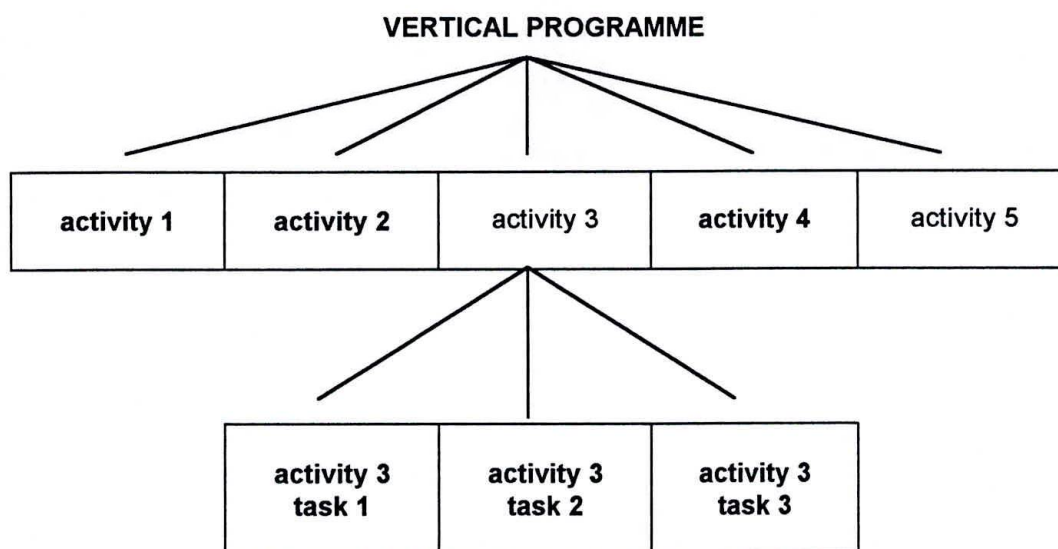 VERTICAL PROGRAMME
activity 1 activity 2 activity 3 activity 4 activity 5
activity 3 activity 3 activity 3
task 1 task 2 task 3